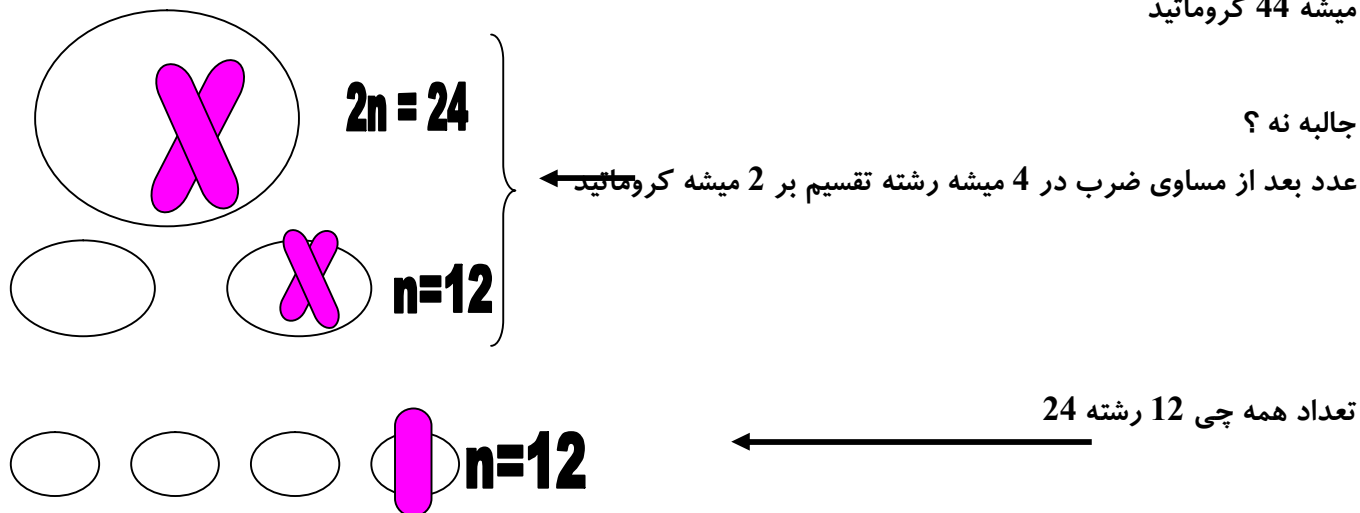 میشه 44 کروماتید
2n = 24
جالبه نه ؟
عدد بعد از مساوی ضرب در 4 میشه رشته تقسیم بر 2 میشه کروماتید
n=12
تعداد همه چی 12 رشته 24
n=12